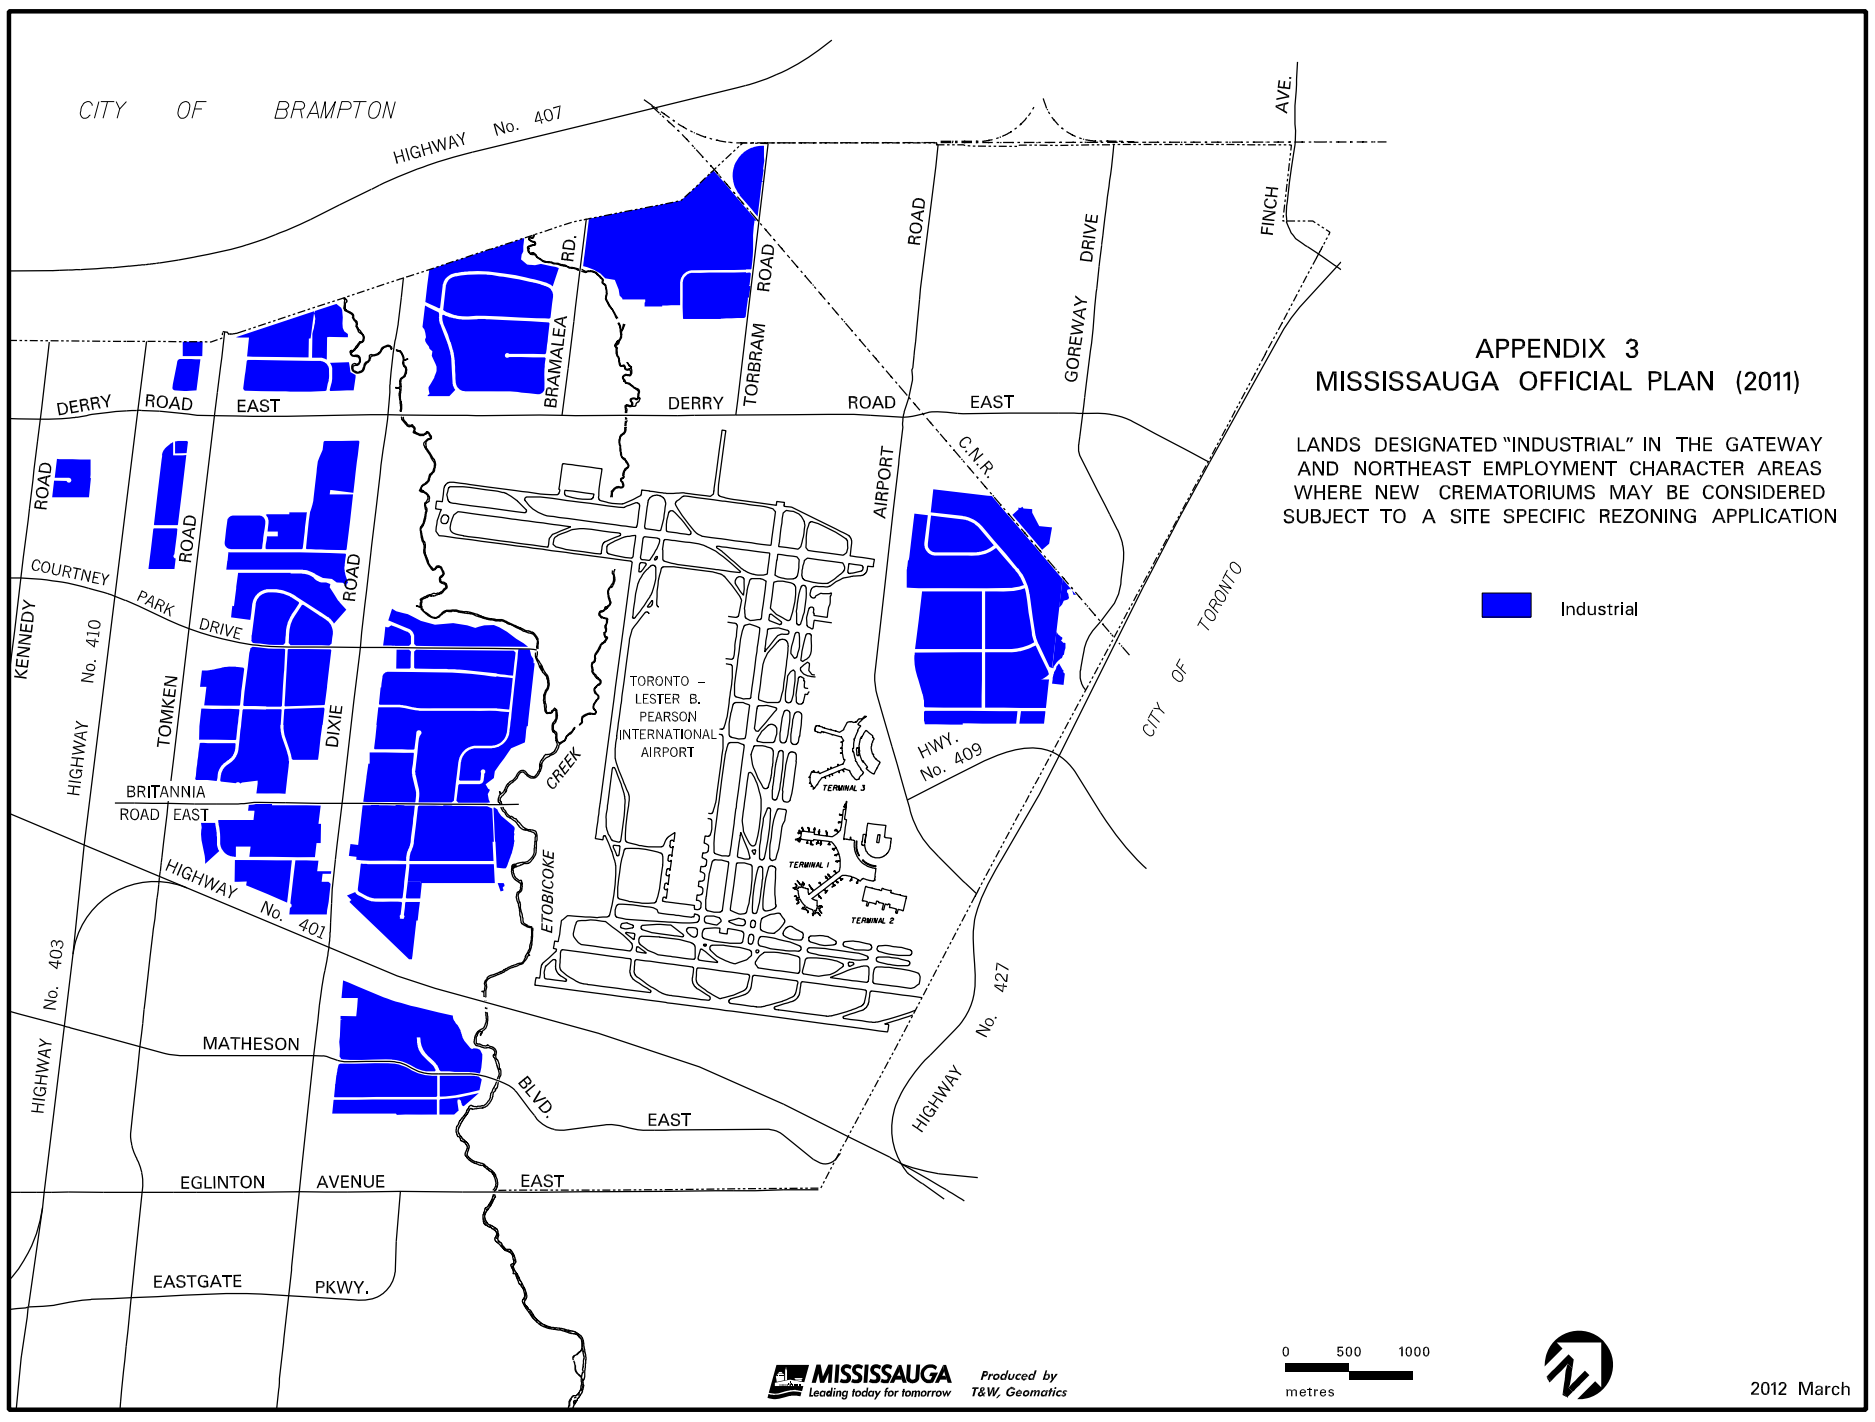 CITY OF BRAMPTON
HIGHWAY No. 407
FINCH AVE.
ROAD
GOREWAY DRIVE
BRAMALEA RD.
TORBRAM ROAD
APPENDIX 3
MISSISSAUGA OFFICIAL PLAN (2011)
LANDS DESIGNATED "INDUSTRIAL" IN THE GATEWAY
AND NORTHEAST EMPLOYMENT CHARACTER AREAS
WHERE NEW CREMATORIUMS MAY BE CONSIDERED
SUBJECT TO A SITE SPECIFIC REZONING APPLICATION
Industrial
DERRY ROAD EAST
DERRY ROAD EAST
AIRPORT
C.N.R.
KENNEDY ROAD
TOMKEN ROAD
DIXIE ROAD
COURTNEY PARK DRIVE
HIGHWAY No. 410
CITY OF TORONTO
TORONTO –
LESTER B.
PEARSON
INTERNATIONAL
AIRPORT
TERMINAL 3
TERMINAL 1
TERMINAL 2
HWY.
No. 409
BRITANNIA
ROAD EAST
ETOBICOKE CREEK
HIGHWAY No. 401
HIGHWAY No. 403
HIGHWAY No. 427
MATHESON BLVD. EAST
EGLINTON AVENUE EAST
EASTGATE PKWY.
MISSISSAUGA
Leading today for tomorrow
Produced by
T&W, Geomatics
0 500 1000
metres
N
2012 March